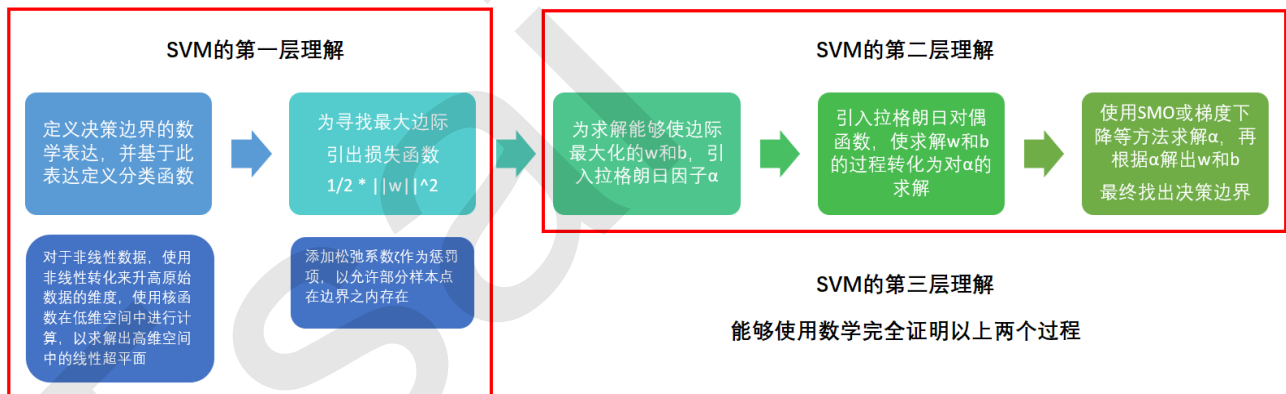 SVM的第一层理解
SVM的第二层理解
定义决策边界的数
学表达，并基于此
表达定义分类函数
为寻找最大边际
引出损失函数
1/2 * ||w||^2
为求解能够使边际
最大化的w和b，引
入拉格朗日因子α
引入拉格朗日对偶
函数，使求解w和b
的过程转化为对α的
求解
使用SMO或梯度下
降等方法求解α，再
根据α解出w和b
最终找出决策边界
对于非线性数据，使用
非线性转化来升高原始
数据的维度，使用核函
数在低维空间中进行计
算，以求解出高维空间
中的线性超平面
添加松弛系数ζ作为惩罚
项，以允许部分样本点
在边界之内存在
SVM的第三层理解
能够使用数学完全证明以上两个过程